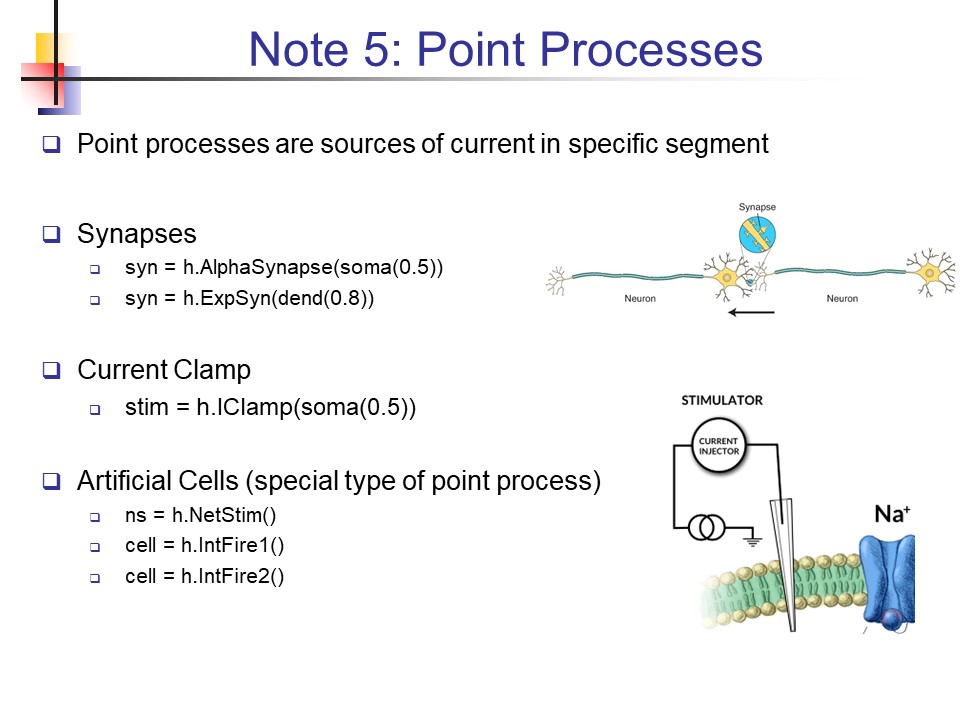 Note 5: Point Processes
Point processes are sources of current in specific segment
Synapses
syn = h.AlphaSynapse(soma(0.5))
syn = h.ExpSyn(dend(0.8))
Synapse
Neuron
Neuron
Current Clamp
stim = h.IClamp(soma(0.5))
STIMULATOR
CURRENT
INJECTOR
Na⁺
Artificial Cells (special type of point process)
ns = h.NetStim()
cell = h.IntFire1()
cell = h.IntFire2()